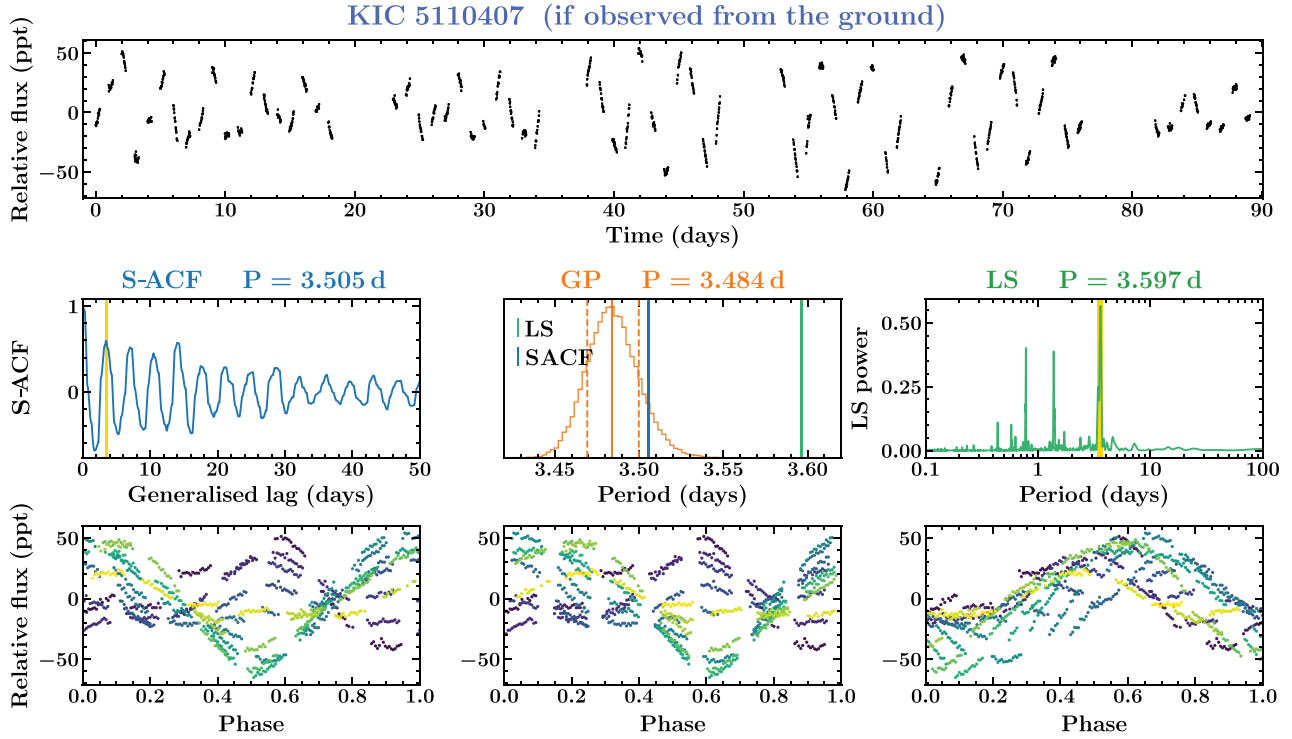 KIC 5110407 (if observed from the ground)
Relative flux (ppt)
50
0
−50
0 10 20 30 40 50 60 70 80 90
Time (days)
S-ACF P = 3.505 d
GP P = 3.484 d
LS P = 3.597 d
S-ACF
1
0
0 10 20 30 40 50
Generalised lag (days)
LS
SACF
3.45 3.50 3.55 3.60
Period (days)
LS power
0.50
0.25
0.00
0.1 1 10 100
Period (days)
Relative flux (ppt)
50
0
−50
0.0 0.2 0.4 0.6 0.8 1.0
Phase
50
0
−50
0.0 0.2 0.4 0.6 0.8 1.0
Phase
50
0
−50
0.0 0.2 0.4 0.6 0.8 1.0
Phase